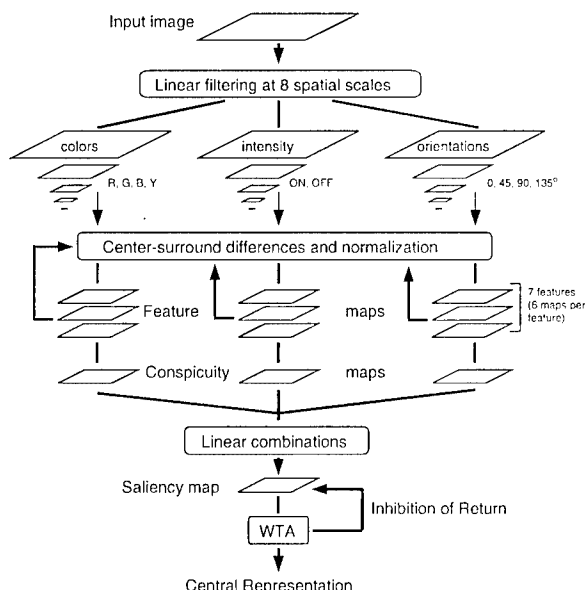 Input image
Linear filtering at 8 spatial scales
colors
intensity
orientations
R, G, B, Y
ON, OFF
0, 45, 90, 135°
Center-surround differences and normalization
Feature
maps
7 features
(6 maps per
feature)
Conspicuity
maps
Linear combinations
Saliency map
Inhibition of Return
WTA
Central Representation